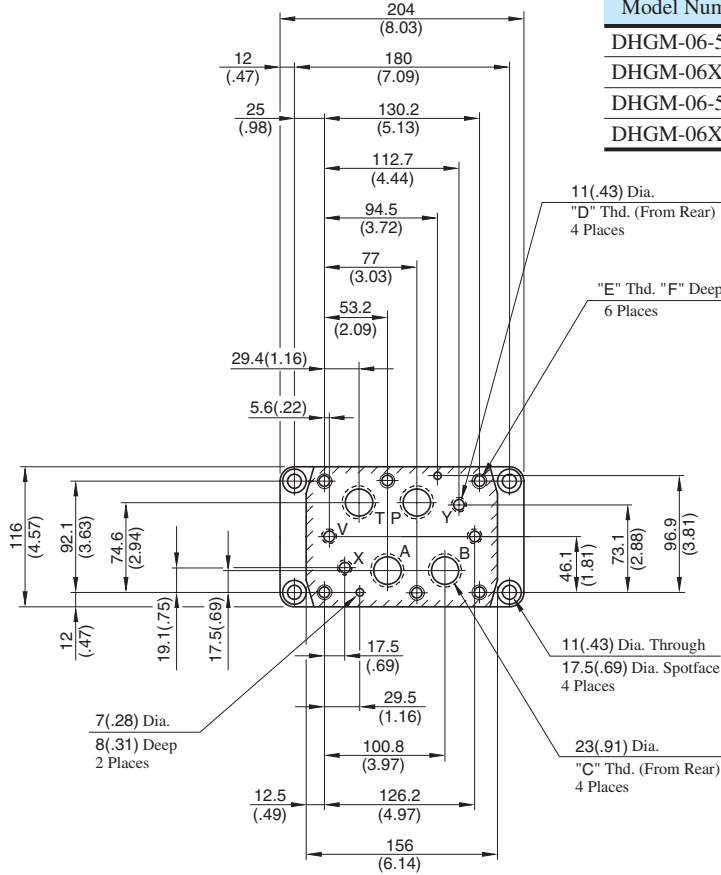 Model Num
DHGM-06-5
DHGM-06X
DHGM-06-5
DHGM-06X
204
(8.03)
12
(.47)
180
(7.09)
25
(.98)
130.2
(5.13)
112.7
(4.44)
94.5
(3.72)
77
(3.03)
53.2
(2.09)
29.4(1.16)
5.6(.22)
11(.43) Dia.
"D" Thd. (From Rear)
4 Places
"E" Thd. "F" Deep
6 Places
T P Y
V
A B
X
116
(4.57)
92.1
(3.63)
74.6
(2.94)
19.1(.75)
17.5(.69)
12
(.47)
46.1
(1.81)
73.1
(2.88)
96.9
(3.81)
17.5
(.69)
29.5
(1.16)
100.8
(3.97)
12.5
(.49)
126.2
(4.97)
156
(6.14)
7(.28) Dia.
8(.31) Deep
2 Places
11(.43) Dia. Through
17.5(.69) Dia. Spotface
4 Places
23(.91) Dia.
"C" Thd. (From Rear)
4 Places